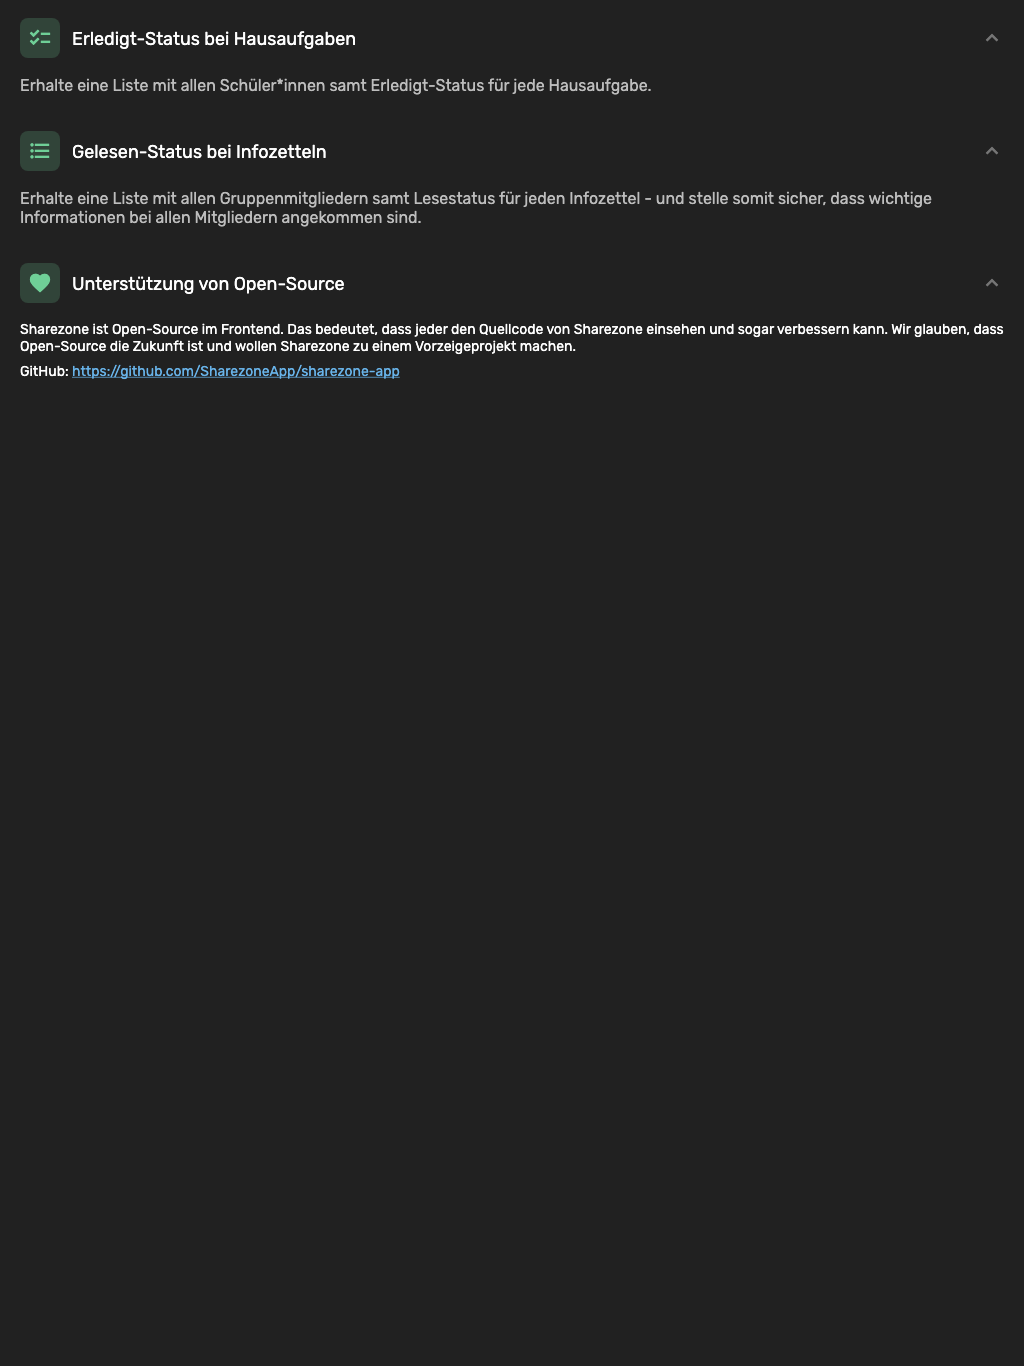 Erledigt-Status bei Hausaufgaben
Erhalte eine Liste mit allen Schüler*innen samt Erledigt-Status für jede Hausaufgabe.
Gelesen-Status bei Infozetteln
Erhalte eine Liste mit allen Gruppenmitgliedern samt Lesestatus für jeden Infozettel - und stelle somit sicher, dass wichtige
Informationen bei allen Mitgliedern angekommen sind.
Unterstützung von Open-Source
Sharezone ist Open-Source im Frontend. Das bedeutet, dass jeder den Quellcode von Sharezone einsehen und sogar verbessern kann. Wir glauben, dass
Open-Source die Zukunft ist und wollen Sharezone zu einem Vorzeigeprojekt machen.
GitHub: https://github.com/SharezoneApp/sharezone-app